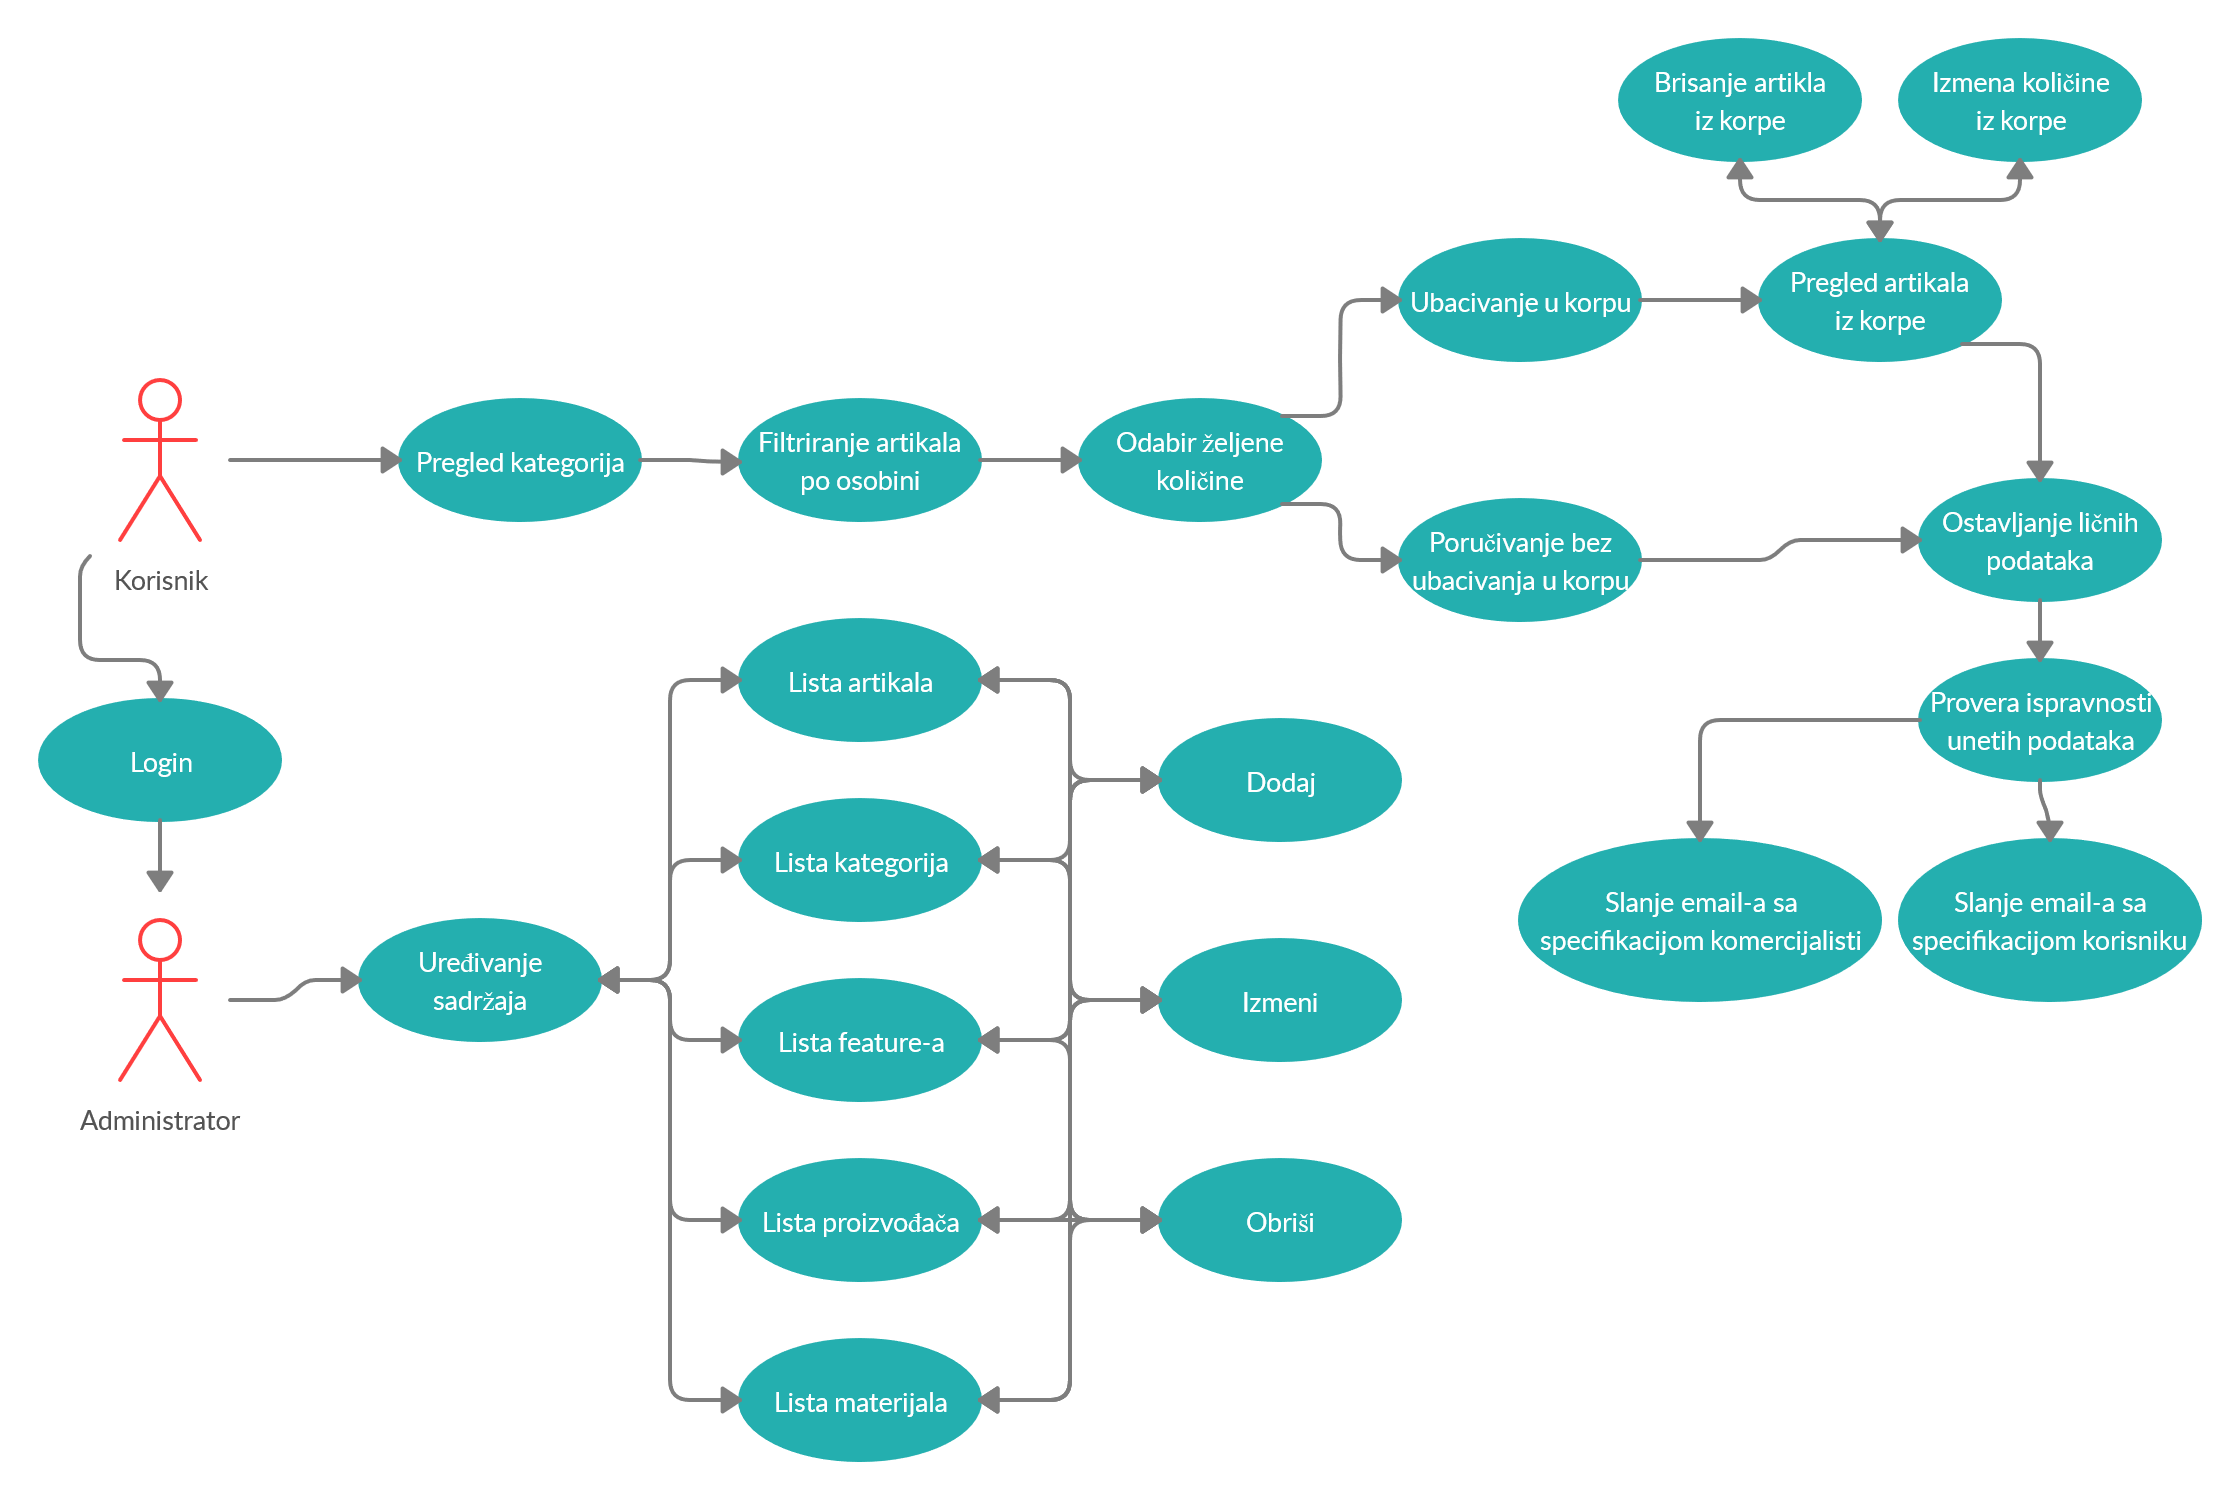 Brisanje artikla
iz korpe
Izmena količine
iz korpe
Ubacivanje u korpu
Pregled artikala
iz korpe
Korisnik
Pregled kategorija
Filtriranje artikala
po osobini
Odabir željene
količine
Poručivanje bez
ubacivanja u korpu
Ostavljanje ličnih
podataka
Provera ispravnosti
unetih podataka
Slanje email-a sa
specifikacijom komercijalisti
Slanje email-a sa
specifikacijom korisniku
Login
Administrator
Uređivanje
sadržaja
Lista artikala
Lista kategorija
Lista feature-a
Lista proizvođača
Lista materijala
Dodaj
Izmeni
Obriši